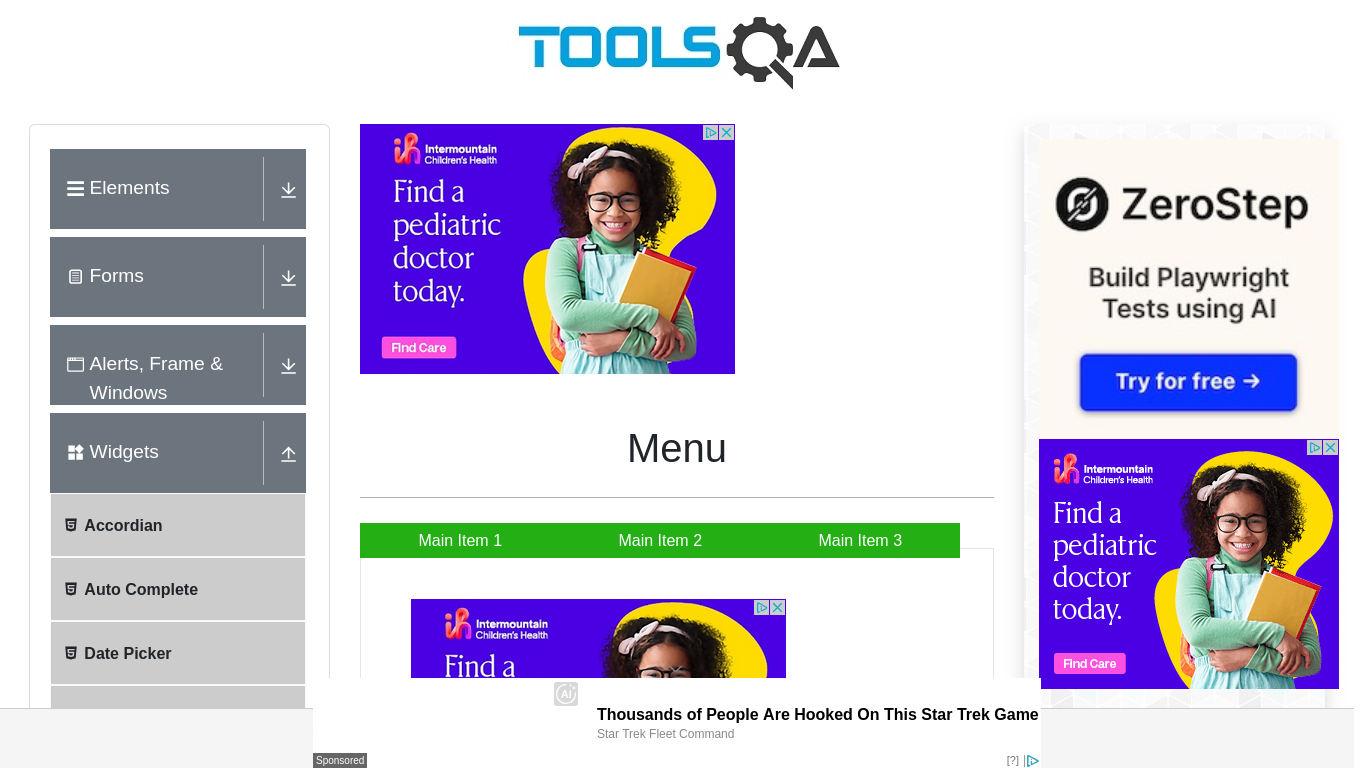 TOOLSQA
Elements
Forms
Alerts, Frame &
Windows
Widgets
Accordian
Auto Complete
Date Picker
Intermountain
Children's Health
Find a
pediatric
doctor
today.
Find Care
Menu
Main Item 1
Main Item 2
Main Item 3
Intermountain
Children's Health
Find a
ZeroStep
Build Playwright
Tests using AI
Try for free →
Intermountain
Children's Health
Find a
pediatric
doctor
today.
Find Care
AI
Thousands of People Are Hooked On This Star Trek Game
Star Trek Fleet Command
Sponsored
[?]